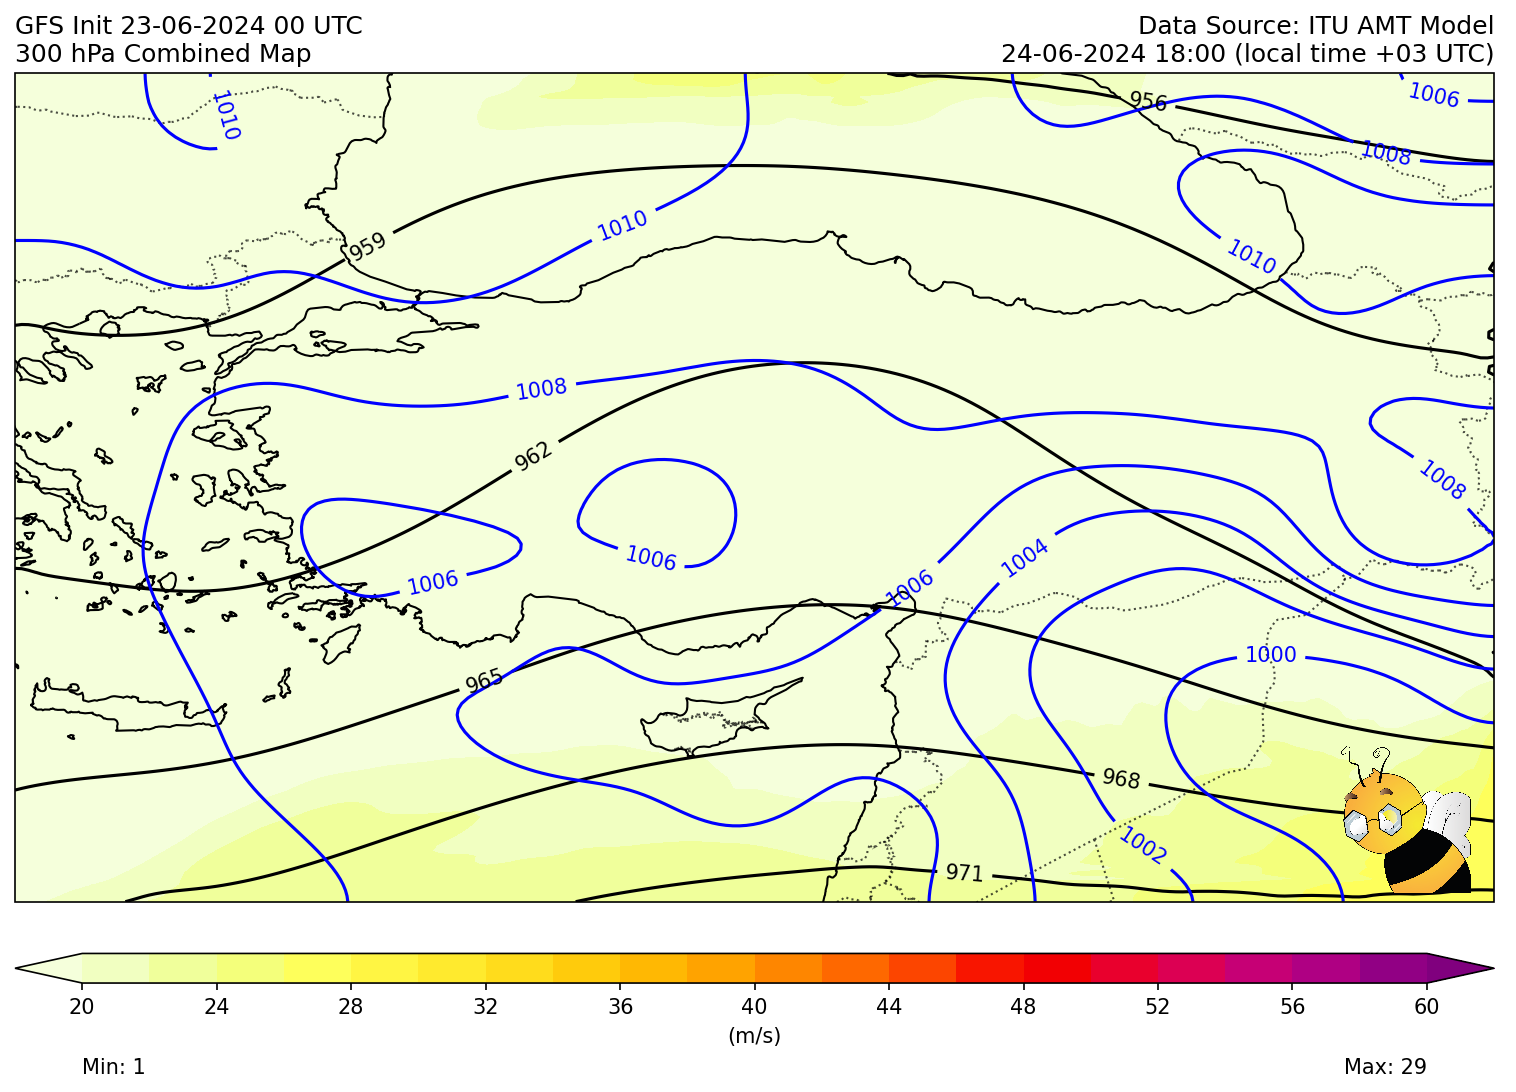 GFS Init 23-06-2024 00 UTC
Data Source: ITU AMT Model
300 hPa Combined Map
24-06-2024 18:00 (local time +03 UTC)
1006
956
1010
1008
1010
959
1010
1008
962
1008
1006
1004
1006
1006
1000
965
968
1002
971
20 24 28 32 36 40 44 48 52 56 60
(m/s)
Min: 1
Max: 29